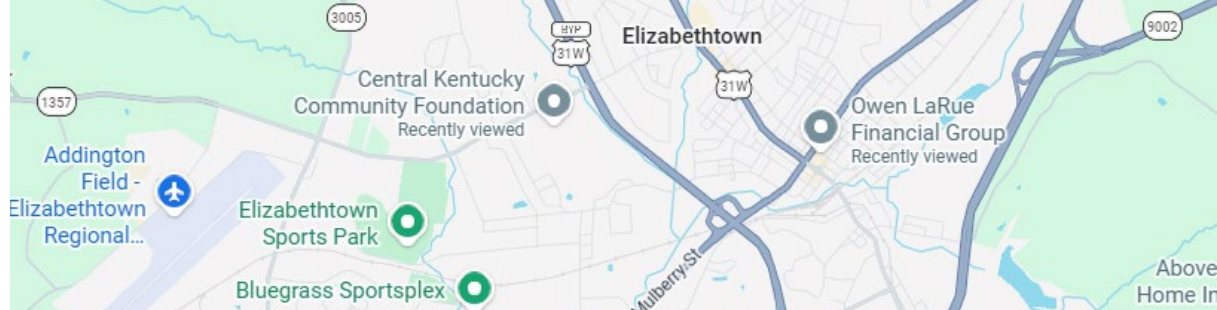 3005
BYP
31W
Elizabethtown
9002
Central Kentucky
Community Foundation
Recently viewed
31W
1357
Owen LaRue
Financial Group
Recently viewed
Addington
Field -
Elizabethtown
Regional...
Elizabethtown
Sports Park
Bluegrass Sportsplex
Mulberry St
Above
Home In